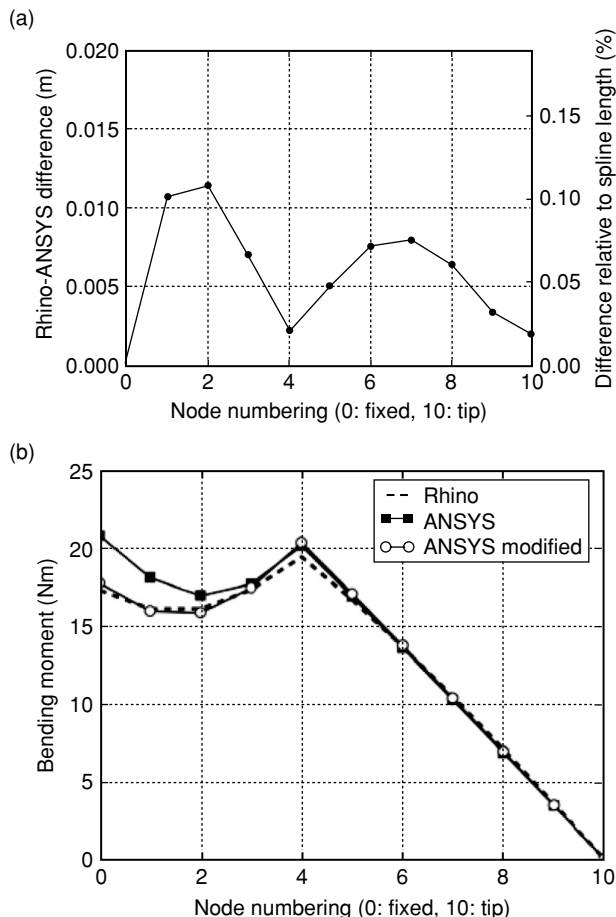 (a)
Rhino-ANSYS difference (m)
0.020
0.015
0.010
0.005
0.000
0 2 4 6 8 10
Node numbering (0: fixed, 10: tip)
0.15
0.10
0.05
0.00
Difference relative to spline length (%)
(b)
Bending moment (Nm)
25
20
15
10
5
0
Rhino
ANSYS
ANSYS modified
0 2 4 6 8 10
Node numbering (0: fixed, 10: tip)